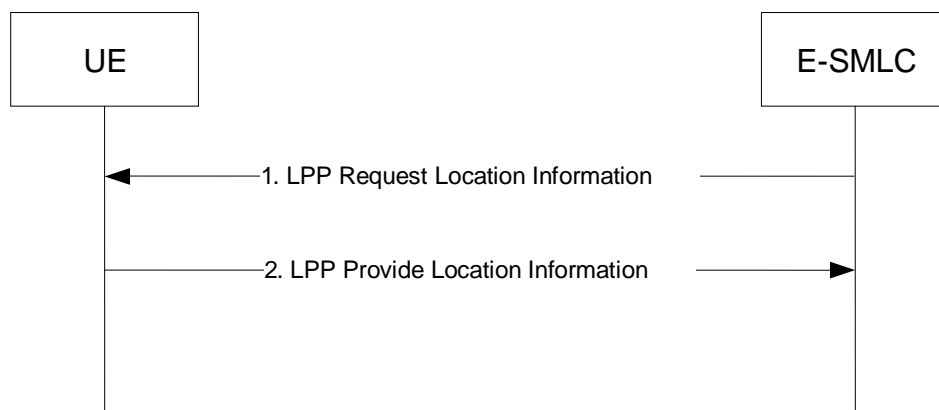 UE
E-SMLC
1. LPP Request Location Information
2. LPP Provide Location Information